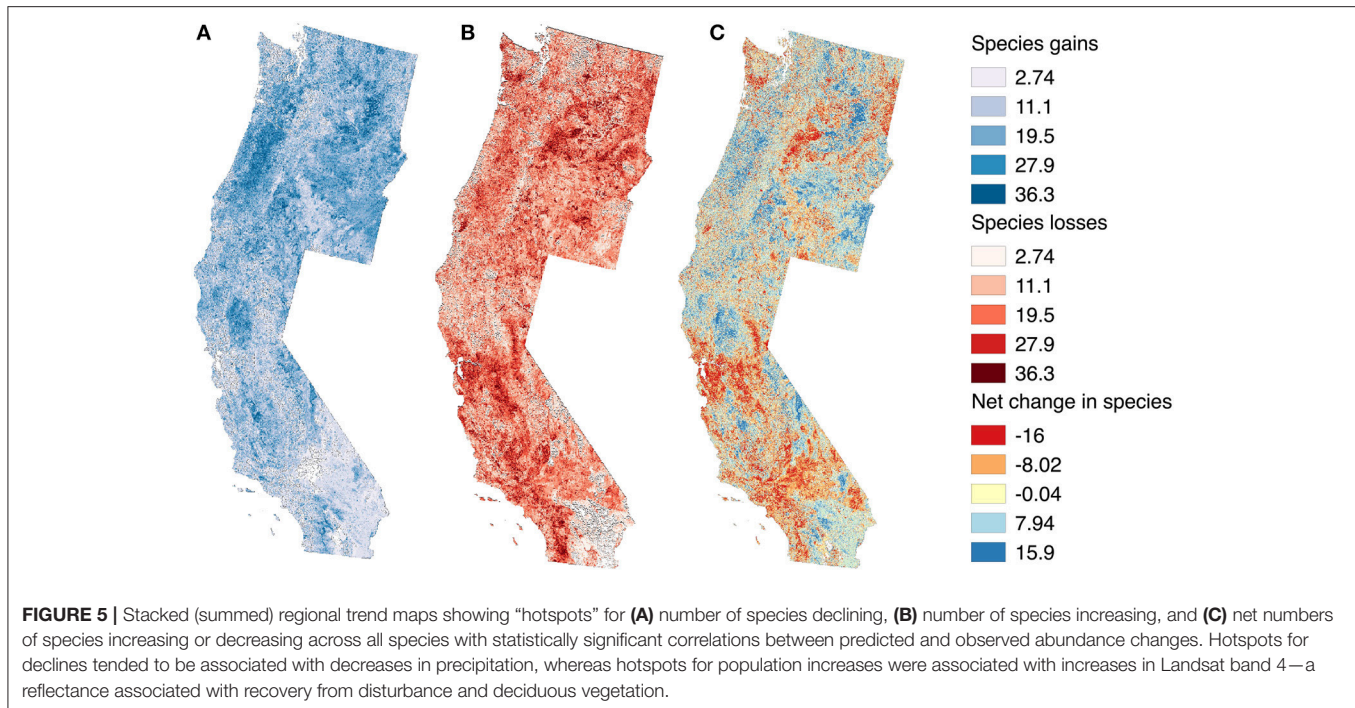 A
B
C
Species gains
2.74
11.1
19.5
27.9
36.3
Species losses
2.74
11.1
19.5
27.9
36.3
Net change in species
-16
-8.02
-0.04
7.94
15.9
FIGURE 5 | Stacked (summed) regional trend maps showing “hotspots” for (A) number of species declining, (B) number of species increasing, and (C) net numbers
of species increasing or decreasing across all species with statistically significant correlations between predicted and observed abundance changes. Hotspots for
declines tended to be associated with decreases in precipitation, whereas hotspots for population increases were associated with increases in Landsat band 4—a
reflectance associated with recovery from disturbance and deciduous vegetation.